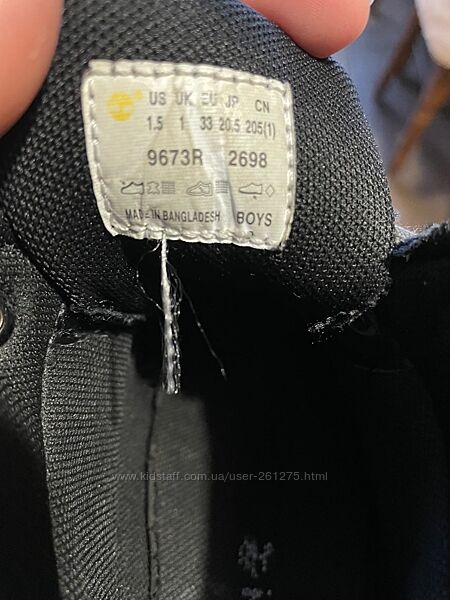 US UK EU JP CN
1.5 1 33 20.5 205(1)
9673R 2698
MADE IN BANGLADESH BOYS
www.kidstaff.com.ua/user-261275.html